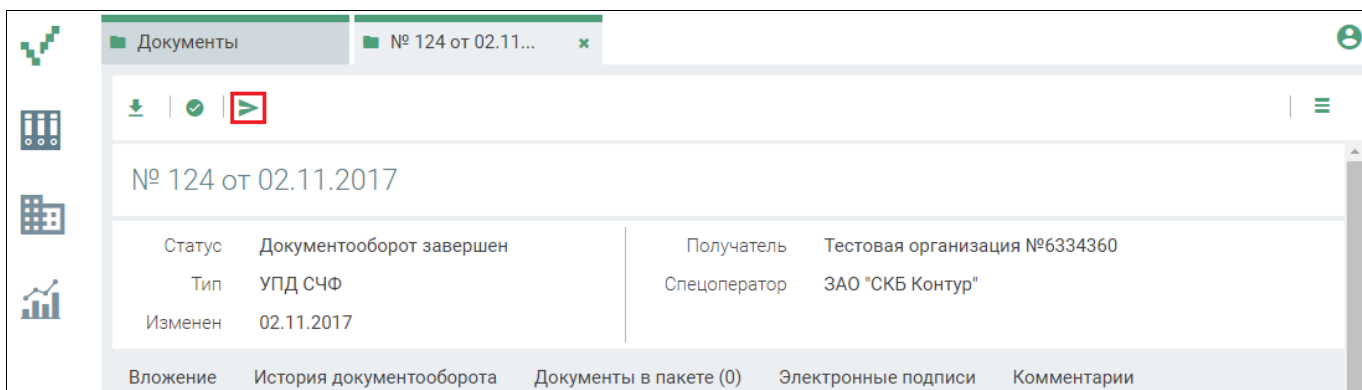 Документы
№ 124 от 02.11...
№ 124 от 02.11.2017
Статус Документооборот завершен
Получатель Тестовая организация №6334360
Тип УПД СЧФ
Спецоператор ЗАО "СКБ Контур"
Изменен 02.11.2017
Вложение История документооборота Документы в пакете (0) Электронные подписи Комментарии